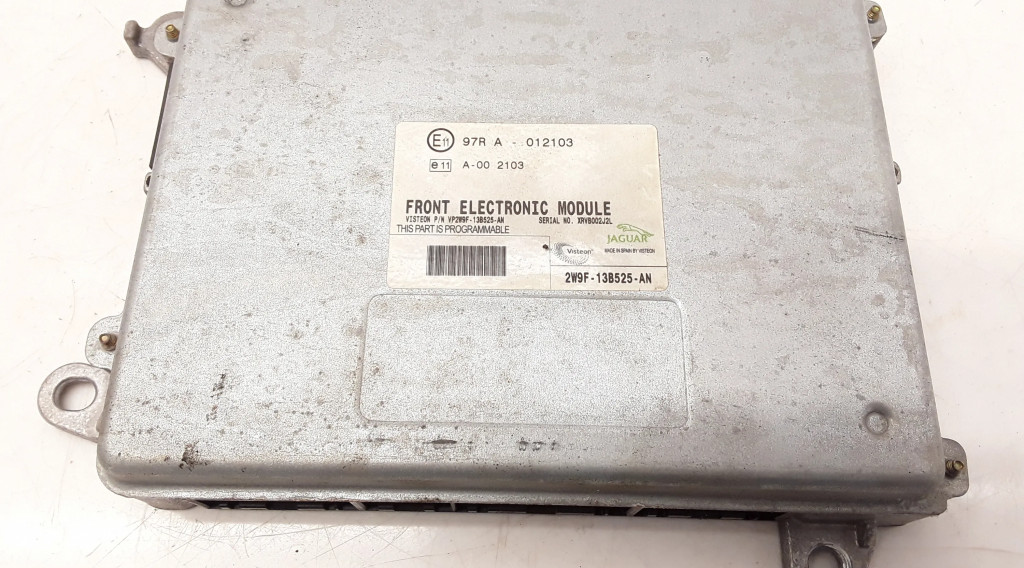 E11 97R A - 012103
e11 A-00 2103
FRONT ELECTRONIC MODULE
VISTEON P/N VP2W9F-13B525-AN SERIAL NO. XRVB002J2L
THIS PART IS PROGRAMMABLE
JAGUAR
Visteon
MADE IN SPAIN BY VISTEON
2W9F-13B525-AN